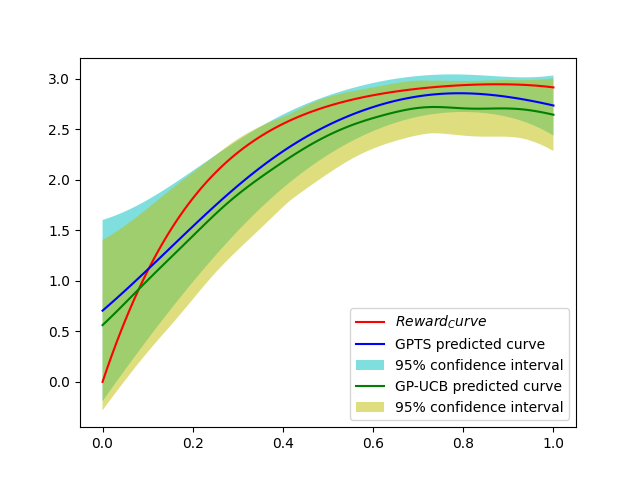 3.0
2.5
2.0
1.5
1.0
0.5
0.0
0.0 0.2 0.4 0.6 0.8 1.0
Reward_Curve
GPTS predicted curve
95% confidence interval
GP-UCB predicted curve
95% confidence interval